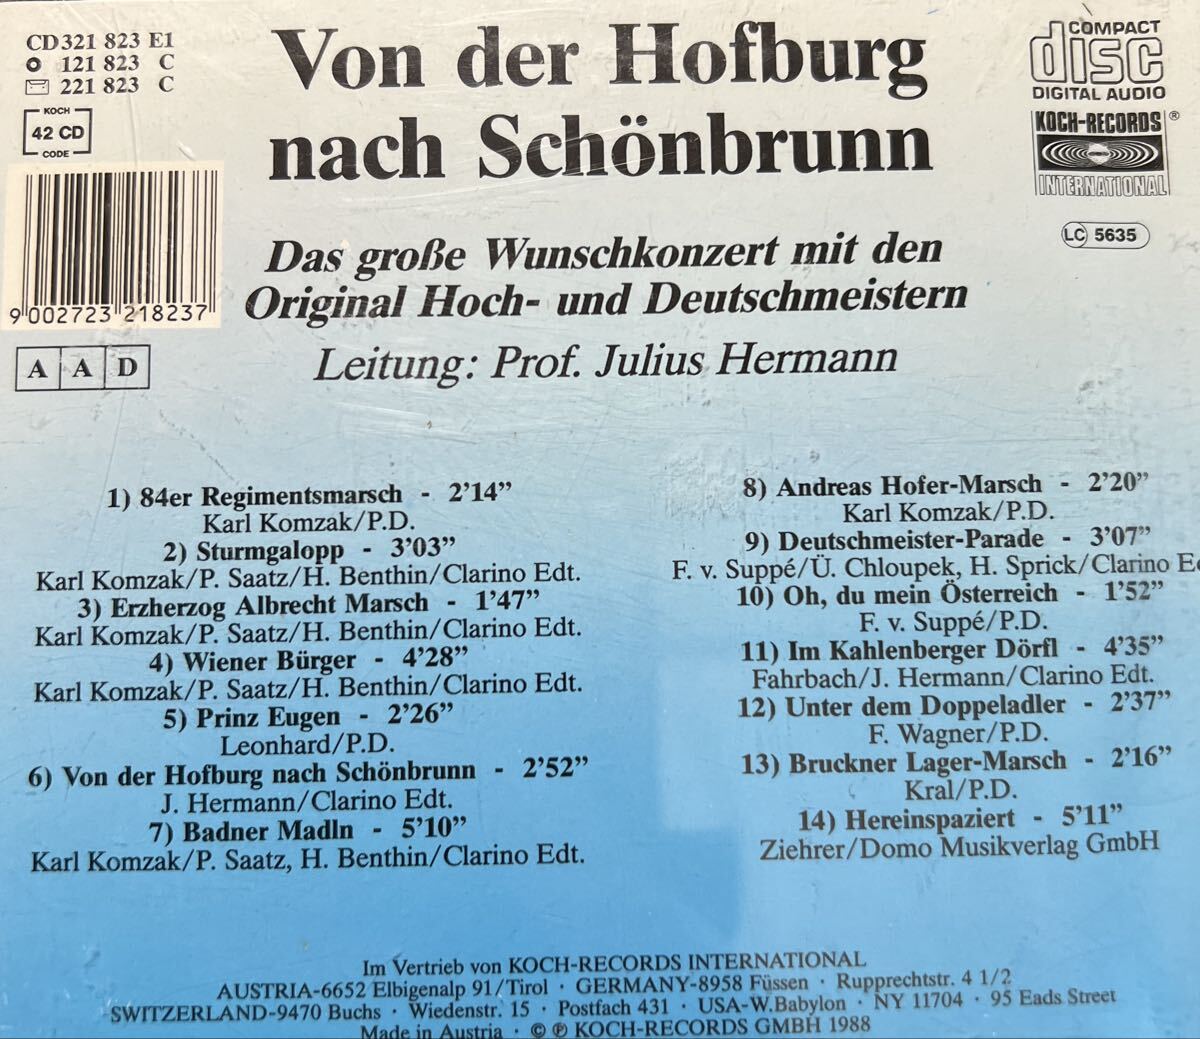 CD 321 823 E1
121 823 C
221 823 C
KOCH
42 CD
CODE
9 002723 218237
A A D
Von der Hofburg
nach Schönbrunn
COMPACT
disc
DIGITAL AUDIO
KOCH-RECORDS ®
INTERNATIONAL
LC 5635
Das große Wunschkonzert mit den
Original Hoch- und Deutschmeistern
Leitung: Prof. Julius Hermann
1) 84er Regimentsmarsch - 2’14”
Karl Komzak/P.D.
2) Sturmgalopp - 3’03”
Karl Komzak/P. Saatz/H. Benthin/Clarino Edt.
3) Erzherzog Albrecht Marsch - 1’47”
Karl Komzak/P. Saatz/H. Benthin/Clarino Edt.
4) Wiener Bürger - 4’28”
Karl Komzak/P. Saatz/H. Benthin/Clarino Edt.
5) Prinz Eugen - 2’26”
Leonhard/P.D.
6) Von der Hofburg nach Schönbrunn - 2’52”
J. Hermann/Clarino Edt.
7) Badner Madln - 5’10”
Karl Komzak/P. Saatz, H. Benthin/Clarino Edt.
8) Andreas Hofer-Marsch - 2’20”
Karl Komzak/P.D.
9) Deutschmeister-Parade - 3’07”
F. v. Suppé/Ü. Chloupek, H. Sprick/Clarino Ed
10) Oh, du mein Österreich - 1’52”
F. v. Suppé/P.D.
11) Im Kahlenberger Dörfl - 4’35”
Fahrbach/J. Hermann/Clarino Edt.
12) Unter dem Doppeladler - 2’37”
F. Wagner/P.D.
13) Bruckner Lager-Marsch - 2’16”
Kral/P.D.
14) Hereinspaziert - 5’11”
Ziehrer/Domo Musikverlag GmbH
Im Vertrieb von KOCH-RECORDS INTERNATIONAL
AUSTRIA-6652 Elbigenalp 91/Tirol · GERMANY-8958 Füssen · Rupprechtstr. 4 1/2
SWITZERLAND-9470 Buchs · Wiedenstr. 15 · Postfach 431 · USA-W.Babylon · NY 11704 · 95 Eads Street
Made in Austria · © ℗ KOCH-RECORDS GMBH 1988